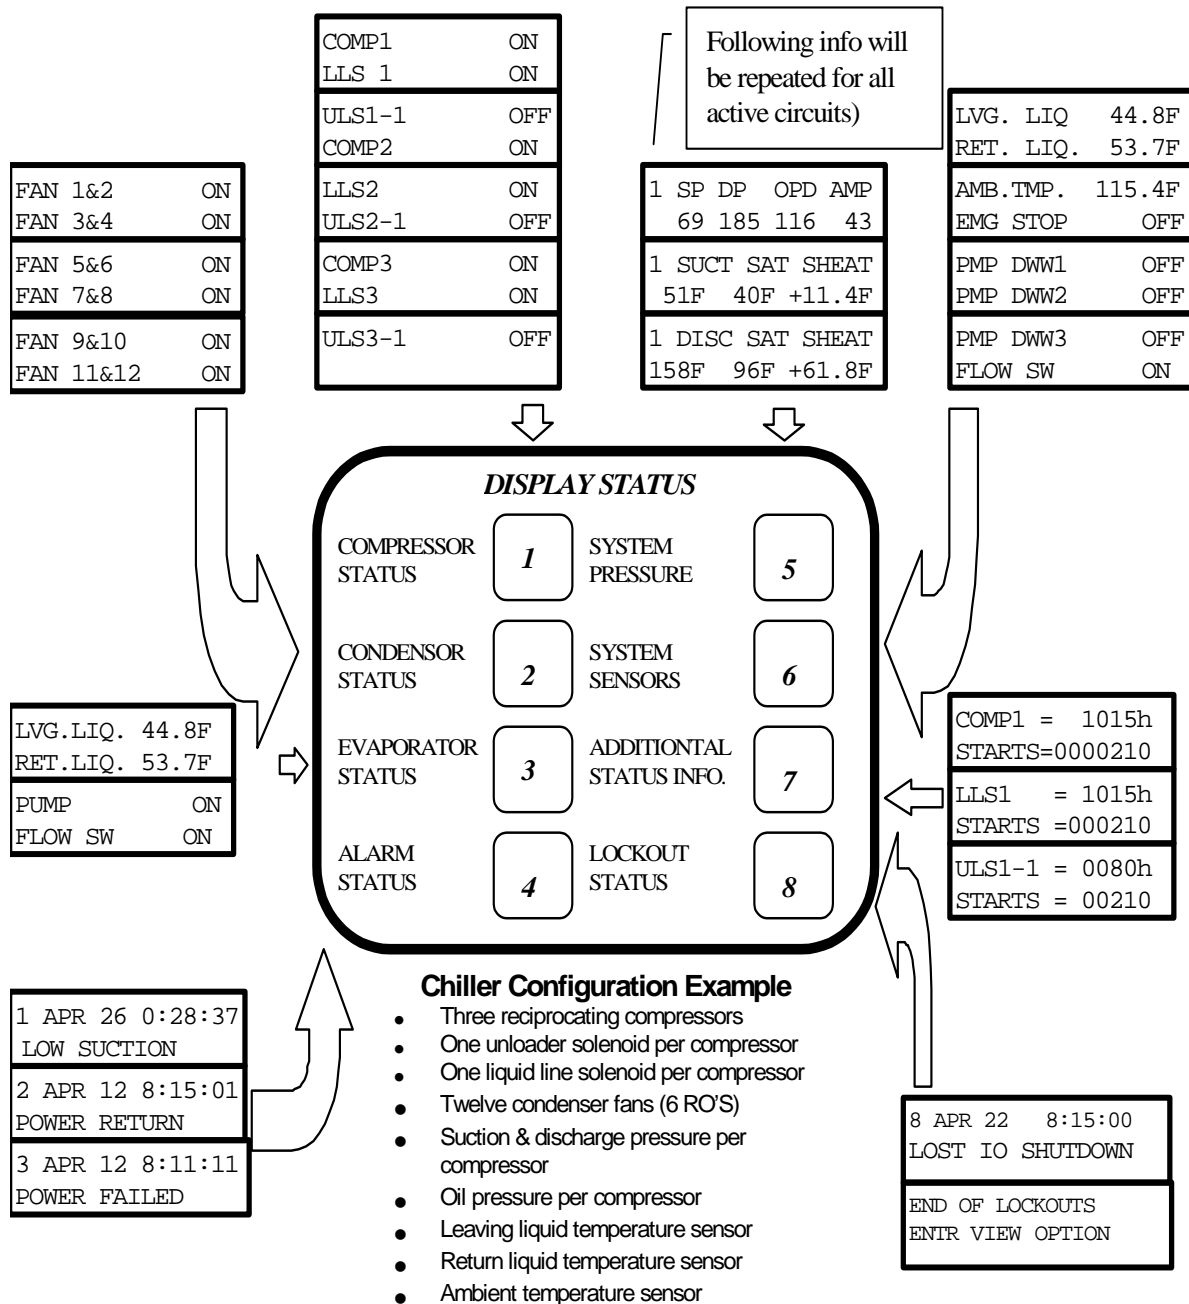 COMP1 ON
LLS 1 ON
ULS1-1 OFF
COMP2 ON
LLS2 ON
ULS2-1 OFF
COMP3 ON
LLS3 ON
ULS3-1 OFF
Following info will
be repeated for all
active circuits)
LVG. LIQ 44.8F
RET. LIQ. 53.7F
AMB.TMP. 115.4F
EMG STOP OFF
PMP DWW1 OFF
PMP DWW2 OFF
PMP DWW3 OFF
FLOW SW ON
FAN 1&2 ON
FAN 3&4 ON
FAN 5&6 ON
FAN 7&8 ON
FAN 9&10 ON
FAN 11&12 ON
1 SP DP OPD AMP
69 185 116 43
1 SUCT SAT SHEAT
51F 40F +11.4F
1 DISC SAT SHEAT
158F 96F +61.8F
DISPLAY STATUS
COMPRESSOR
STATUS
1
SYSTEM
PRESSURE
5
CONDENSOR
STATUS
2
SYSTEM
SENSORS
6
EVAPORATOR
STATUS
3
ADDITIONTAL
STATUS INFO.
7
ALARM
STATUS
4
LOCKOUT
STATUS
8
LVG.LIQ. 44.8F
RET.LIQ. 53.7F
PUMP ON
FLOW SW ON
COMP1 = 1015h
STARTS=0000210
LLS1 = 1015h
STARTS =000210
ULS1-1 = 0080h
STARTS = 00210
1 APR 26 0:28:37
LOW SUCTION
2 APR 12 8:15:01
POWER RETURN
3 APR 12 8:11:11
POWER FAILED
Chiller Configuration Example
• Three reciprocating compressors
• One unloader solenoid per compressor
• One liquid line solenoid per compressor
• Twelve condenser fans (6 RO'S)
• Suction & discharge pressure per
compressor
• Oil pressure per compressor
• Leaving liquid temperature sensor
• Return liquid temperature sensor
• Ambient temperature sensor
8 APR 22 8:15:00
LOST IO SHUTDOWN
END OF LOCKOUTS
ENTR VIEW OPTION